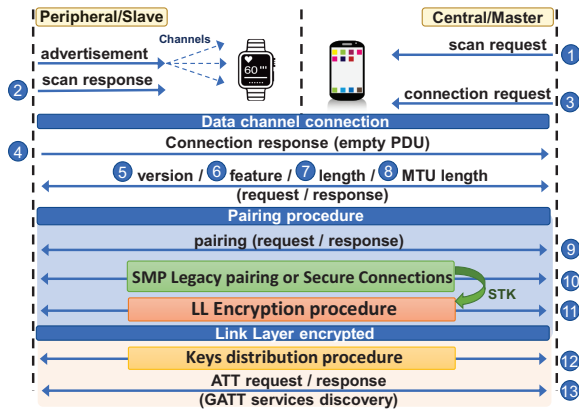 Peripheral/Slave
Central/Master
Channels
advertisement
scan request
1
60
scan response
2
connection request
3
Data channel connection
Connection response (empty PDU)
4
5 version / 6 feature / 7 length / 8 MTU length
(request / response)
Pairing procedure
pairing (request / response)
9
SMP Legacy pairing or Secure Connections
10
STK
LL Encryption procedure
11
Link Layer encrypted
Keys distribution procedure
12
ATT request / response
13
(GATT services discovery)